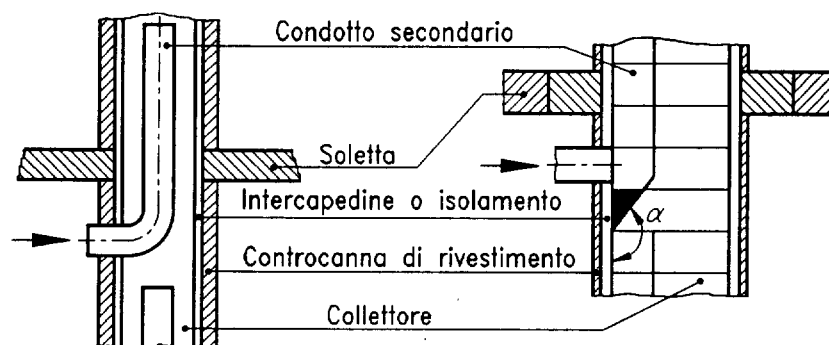 Condotto secondario
Soletta
Intercapedine o isolamento
α
Controcanna di rivestimento
Collettore